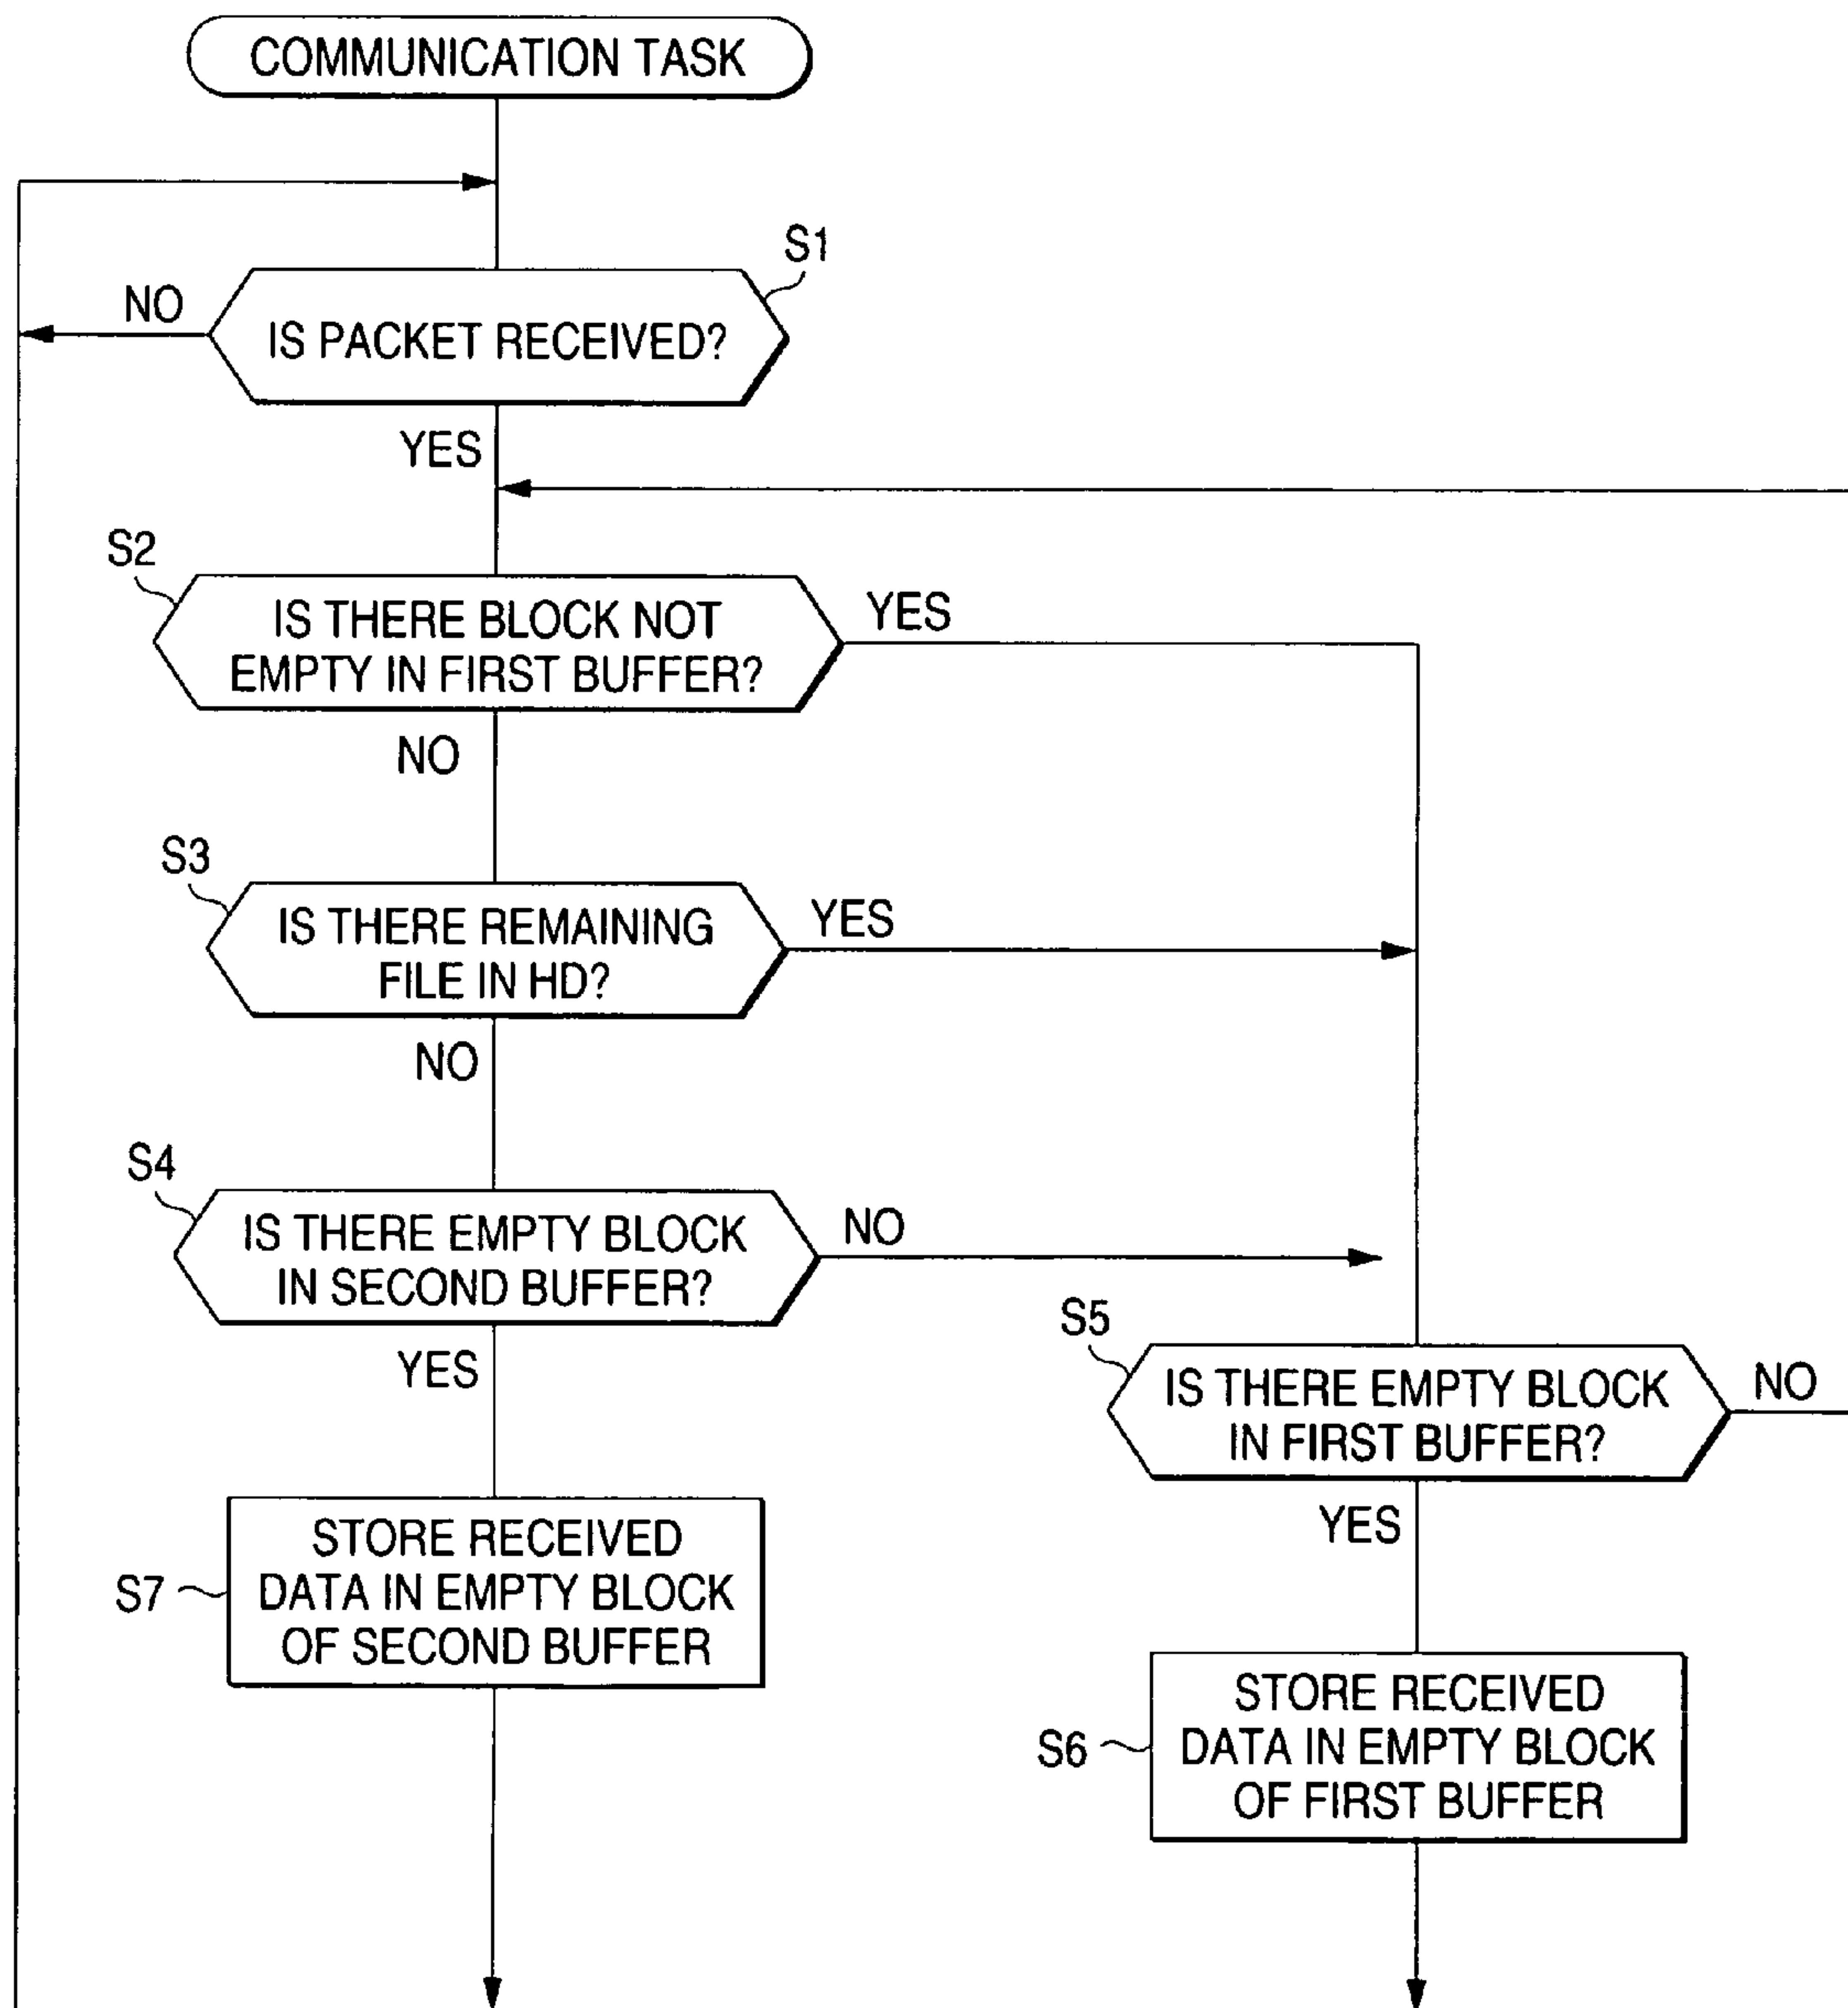 COMMUNICATION TASK
S1
NO
IS PACKET RECEIVED?
YES
S2
IS THERE BLOCK NOT
EMPTY IN FIRST BUFFER?
YES
NO
S3
IS THERE REMAINING
FILE IN HD?
YES
NO
S4
IS THERE EMPTY BLOCK
IN SECOND BUFFER?
NO
YES
S5
IS THERE EMPTY BLOCK
IN FIRST BUFFER?
NO
YES
S7
STORE RECEIVED
DATA IN EMPTY BLOCK
OF SECOND BUFFER
S6
STORE RECEIVED
DATA IN EMPTY BLOCK
OF FIRST BUFFER